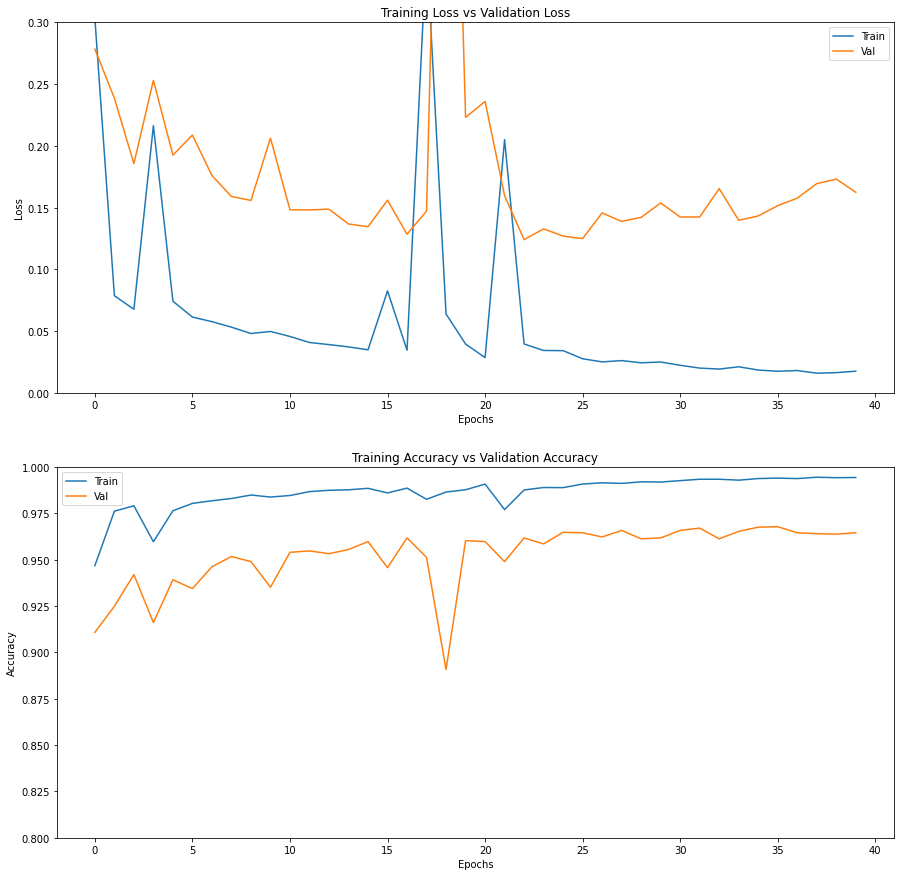 Training Loss vs Validation Loss
0.30
0.25
0.20
0.15
0.10
0.05
0.00
Loss
Train
Val
0 5 10 15 20 25 30 35 40
Epochs
Training Accuracy vs Validation Accuracy
1.000
0.975
0.950
0.925
0.900
0.875
0.850
0.825
0.800
Accuracy
Train
Val
0 5 10 15 20 25 30 35 40
Epochs